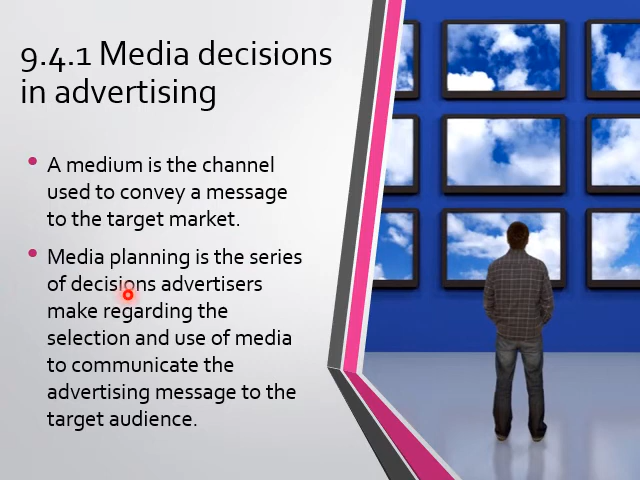 9.4.1 Media decisions
in advertising
• A medium is the channel
used to convey a message
to the target market.
• Media planning is the series
of decisions advertisers
make regarding the
selection and use of media
to communicate the
advertising message to the
target audience.